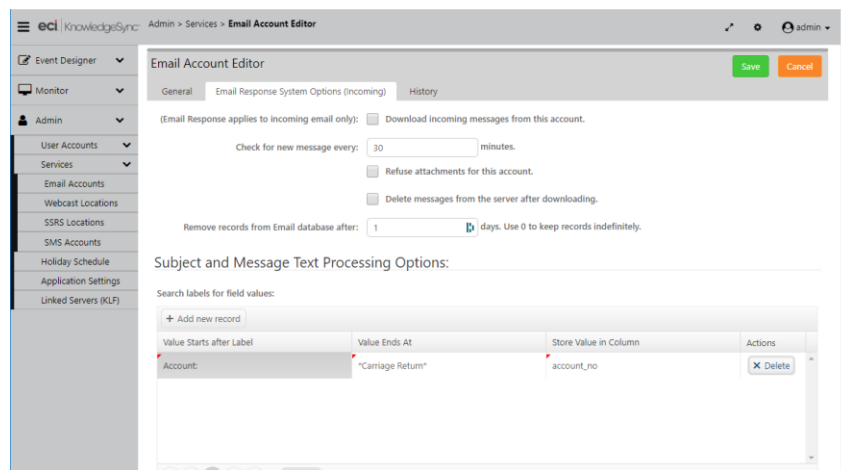 eci KnowledgeSync Admin > Services > Email Account Editor admin
Event Designer
Monitor
Admin
User Accounts
Services
Email Accounts
Webcast Locations
SSRS Locations
SMS Accounts
Holiday Schedule
Application Settings
Linked Servers (KLF)
Email Account Editor Save Cancel
General Email Response System Options (Incoming) History
(Email Response applies to incoming email only): Download incoming messages from this account.
Check for new message every: 30 minutes.
Refuse attachments for this account.
Delete messages from the server after downloading.
Remove records from Email database after: 1 days. Use 0 to keep records indefinitely.
Subject and Message Text Processing Options:
Search labels for field values:
+ Add new record
Value Starts after Label Value Ends At Store Value in Column Actions
Account: "Carriage Return" account_no Delete